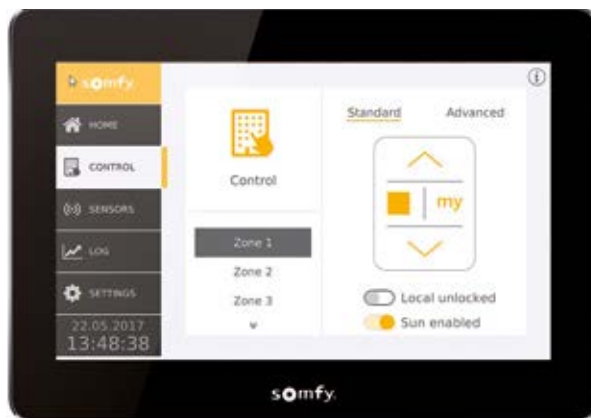 somfy.
HOME
CONTROL
SENSORS
LOG
SETTINGS
22.05.2017
13:48:38
Control
Zone 1
Zone 2
Zone 3
i
Standard
Advanced
my
Local unlocked
Sun enabled
somfy.